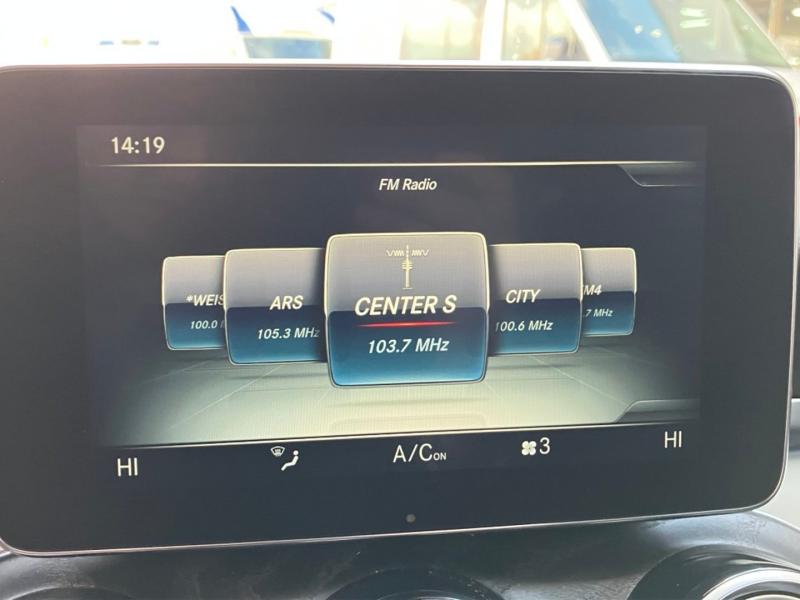 14:19
FM Radio
*WEIS
100.0
ARS
105.3 MHz
CENTER S
103.7 MHz
CITY
100.6 MHz
M4
.7 MHz
HI
A/C ON
3
HI